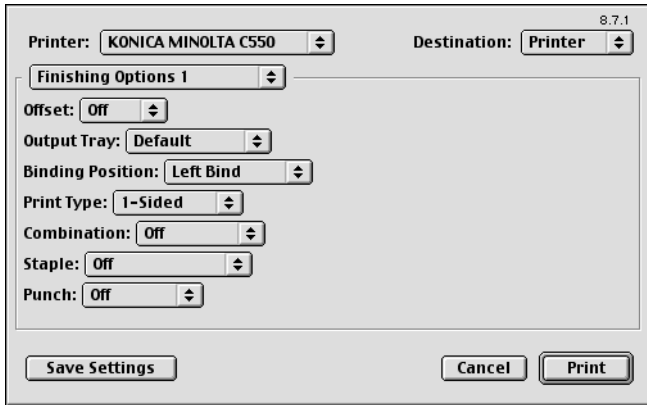 8.7.1
Printer: KONICA MINOLTA C550 Destination: Printer
Finishing Options 1
Offset: Off
Output Tray: Default
Binding Position: Left Bind
Print Type: 1-Sided
Combination: Off
Staple: Off
Punch: Off
Save Settings Cancel Print